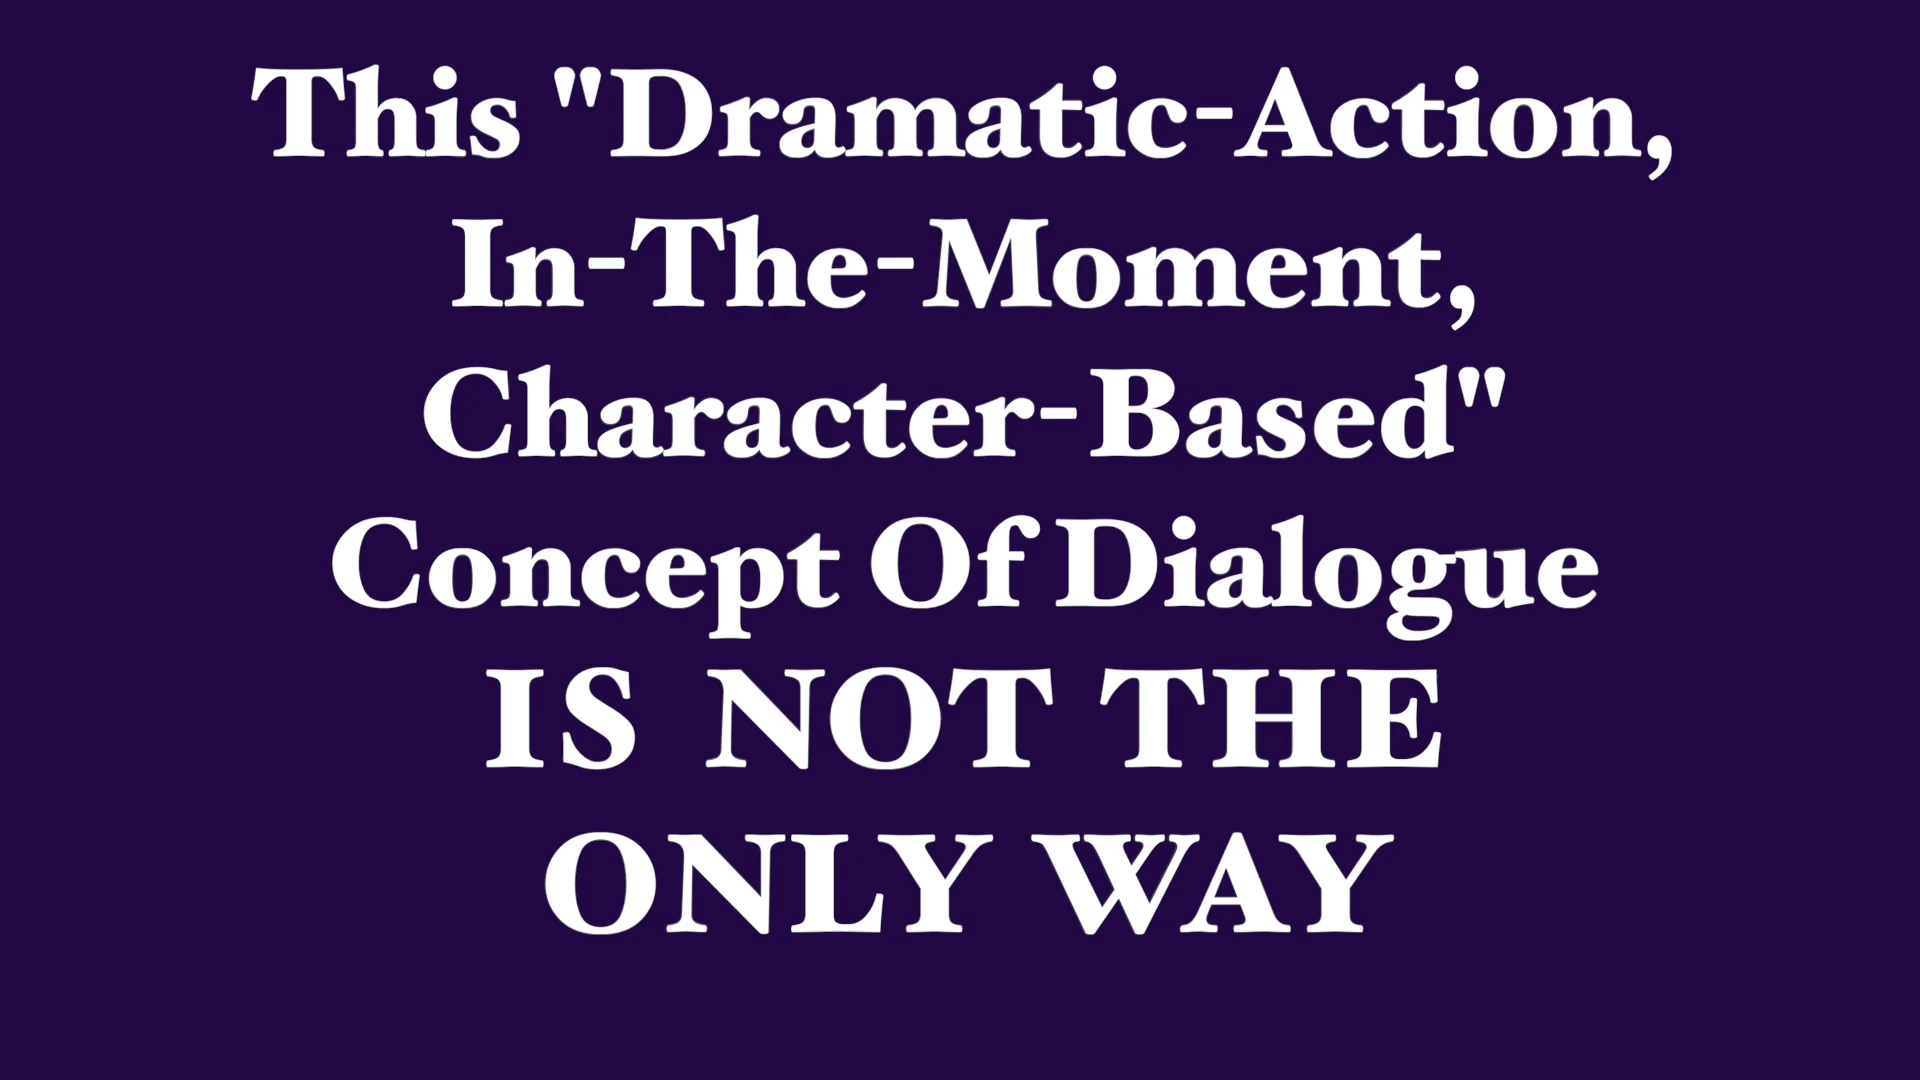 This "Dramatic-Action,
In-The-Moment,
Character-Based"
Concept Of Dialogue
IS NOT THE
ONLY WAY